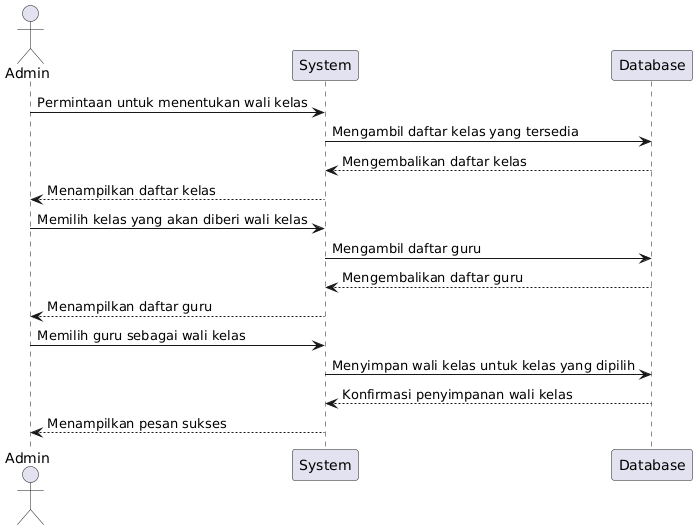 Admin
System
Database
Permintaan untuk menentukan wali kelas
Mengambil daftar kelas yang tersedia
Mengembalikan daftar kelas
Menampilkan daftar kelas
Memilih kelas yang akan diberi wali kelas
Mengambil daftar guru
Mengembalikan daftar guru
Menampilkan daftar guru
Memilih guru sebagai wali kelas
Menyimpan wali kelas untuk kelas yang dipilih
Konfirmasi penyimpanan wali kelas
Menampilkan pesan sukses
Admin
System
Database